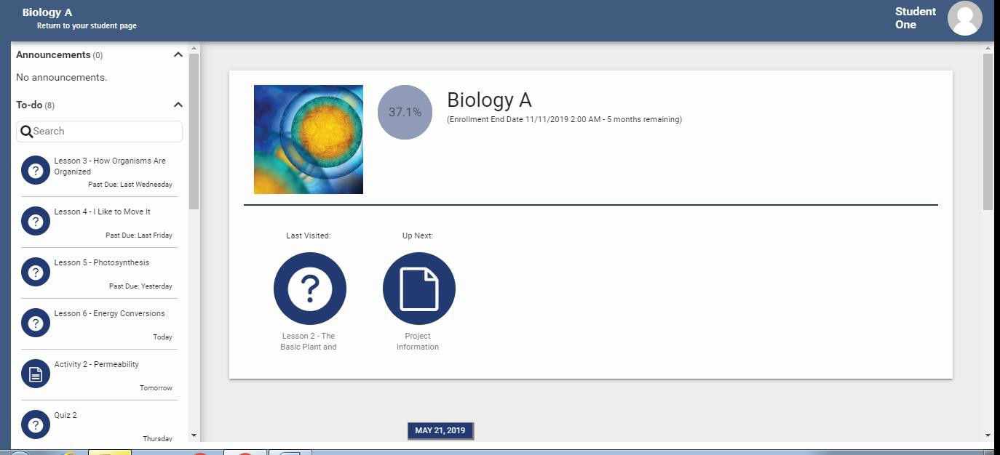 Biology A
Return to your student page
Student
One
Announcements (0)
No announcements.
To-do (8)
Search
Lesson 3 - How Organisms Are
Organized
Past Due: Last Wednesday
Lesson 4 - I Like to Move It
Past Due: Last Friday
Lesson 5 - Photosynthesis
Past Due: Yesterday
Lesson 6 - Energy Conversions
Today
Activity 2 - Permeability
Tomorrow
Quiz 2
Thursday
37.1%
Biology A
(Enrollment End Date 11/11/2019 2:00 AM - 5 months remaining)
Last Visited:
Up Next:
Lesson 2 - The
Basic Plant and
Project
Information
MAY 21, 2019